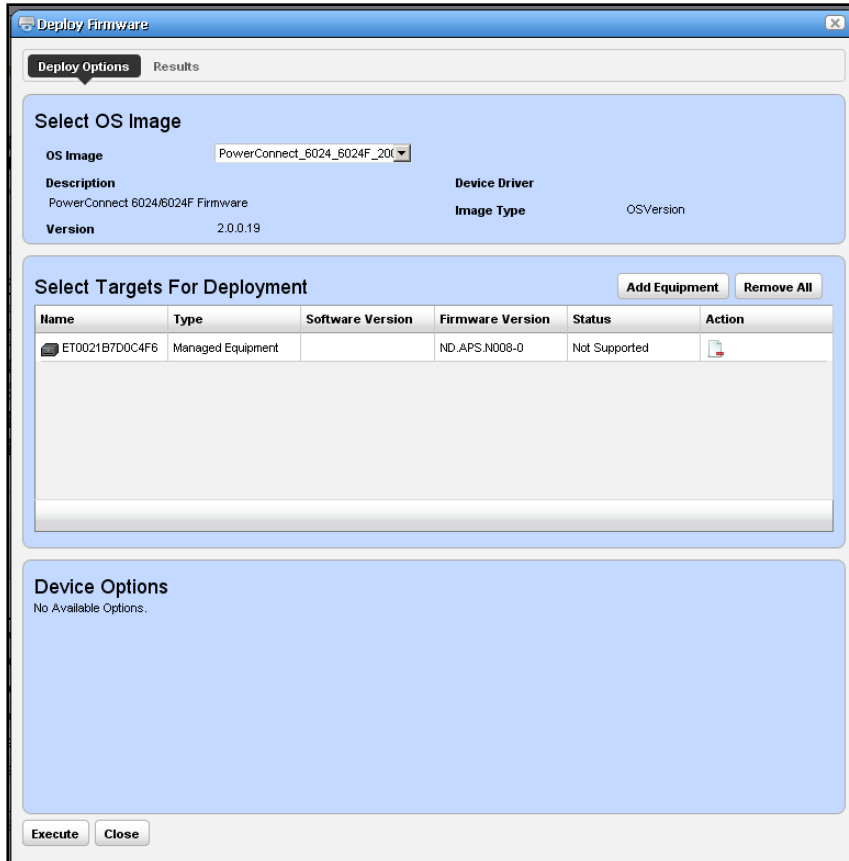 Deploy Firmware
Deploy Options Results
Select OS Image
OS Image PowerConnect_6024_6024F_200
Description Device Driver
PowerConnect 6024/6024F Firmware
Image Type OSVersion
Version 2.0.0.19
Select Targets For Deployment Add Equipment Remove All
Name Type Software Version Firmware Version Status Action
ET0021B7D0C4F6 Managed Equipment ND.APS.N008-0 Not Supported
Device Options
No Available Options.
Execute Close